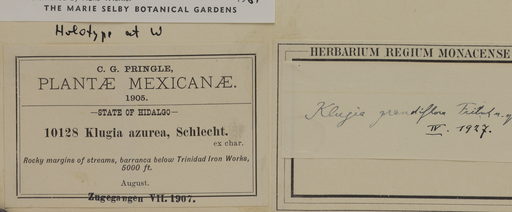 THE MARIE SELBY BOTANICAL GARDENS
Holotype at W
C. G. PRINGLE,
PLANTÆ MEXICANÆ.
1905.
STATE OF HIDALGO
10128 Klugia azurea, Schlecht.
ex char.
Rocky margins of streams, barranca below Trinidad Iron Works,
5000 ft.
August.
Zugegangen VII. 1907.
HERBARIUM REGIUM MONACENSE
Klugia grandiflora Fritsch
IV. 1927.